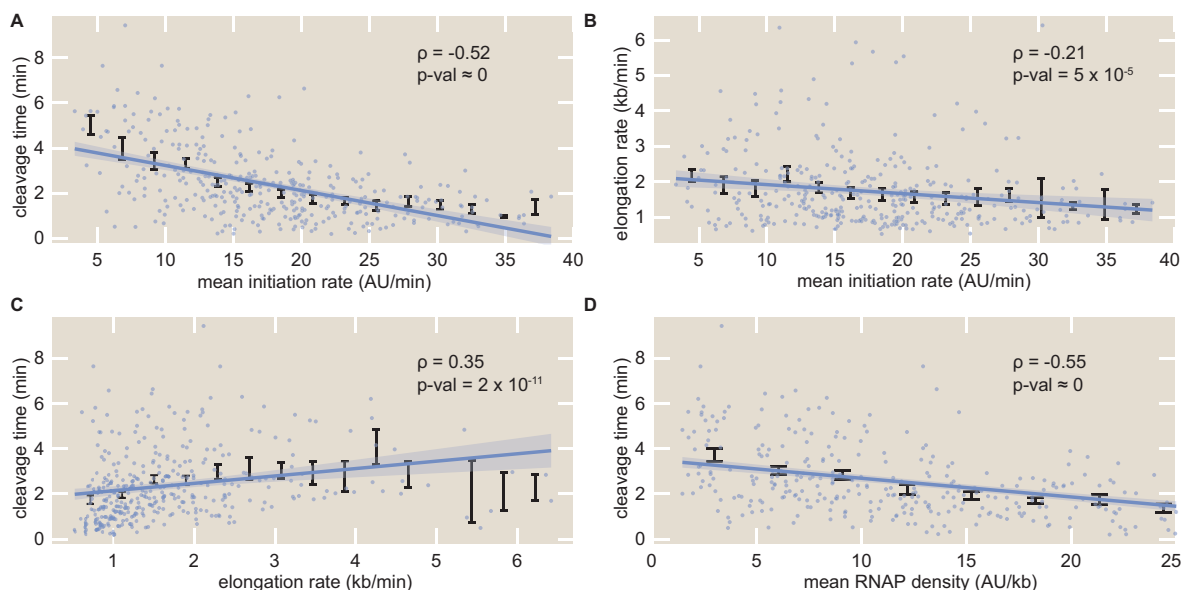 A
ρ = -0.52
p-val ≈ 0
cleavage time (min)
8
6
4
2
0
5 10 15 20 25 30 35 40
mean initiation rate (AU/min)
B
ρ = -0.21
p-val = 5 x 10⁻⁵
elongation rate (kb/min)
6
5
4
3
2
1
5 10 15 20 25 30 35 40
mean initiation rate (AU/min)
C
ρ = 0.35
p-val = 2 x 10⁻¹¹
cleavage time (min)
8
6
4
2
0
1 2 3 4 5 6
elongation rate (kb/min)
D
ρ = -0.55
p-val ≈ 0
cleavage time (min)
8
6
4
2
0
0 5 10 15 20 25
mean RNAP density (AU/kb)